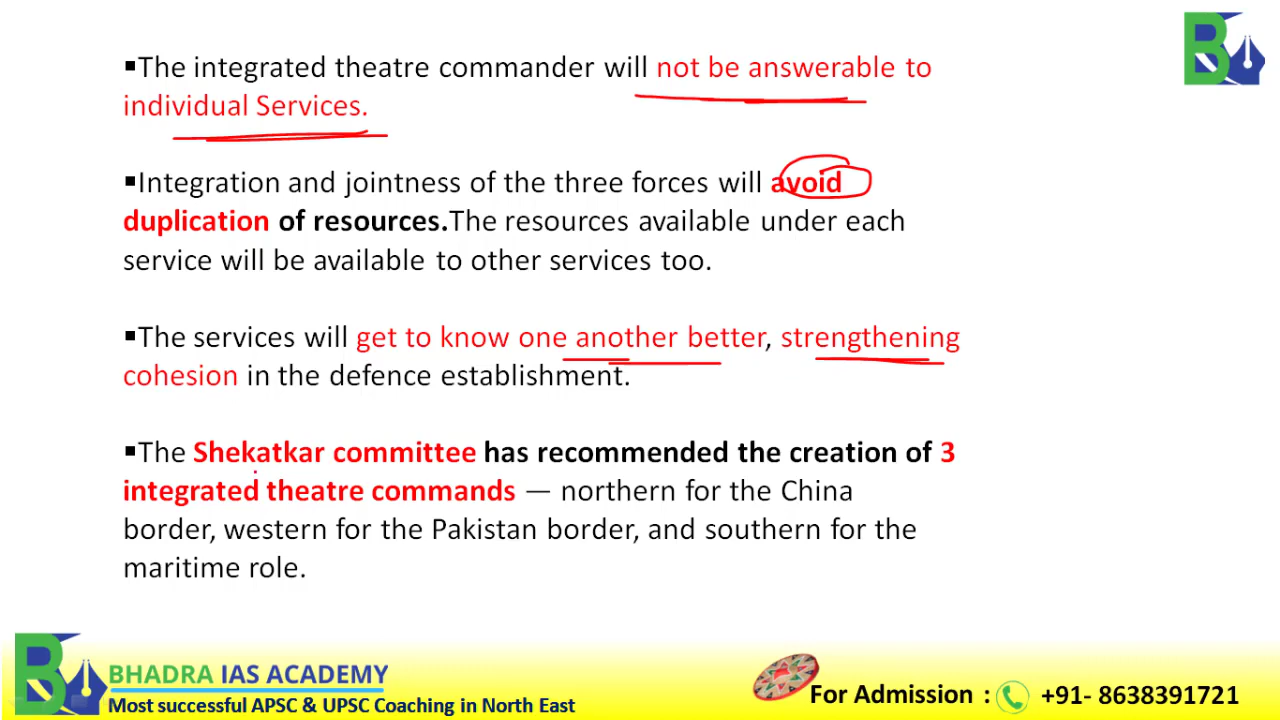 ▪The integrated theatre commander will not be answerable to
individual Services.
▪Integration and jointness of the three forces will avoid
duplication of resources.The resources available under each
service will be available to other services too.
▪The services will get to know one another better, strengthening
cohesion in the defence establishment.
▪The Shekatkar committee has recommended the creation of 3
integrated theatre commands — northern for the China
border, western for the Pakistan border, and southern for the
maritime role.
BHADRA IAS ACADEMY
Most successful APSC & UPSC Coaching in North East
For Admission : +91- 8638391721